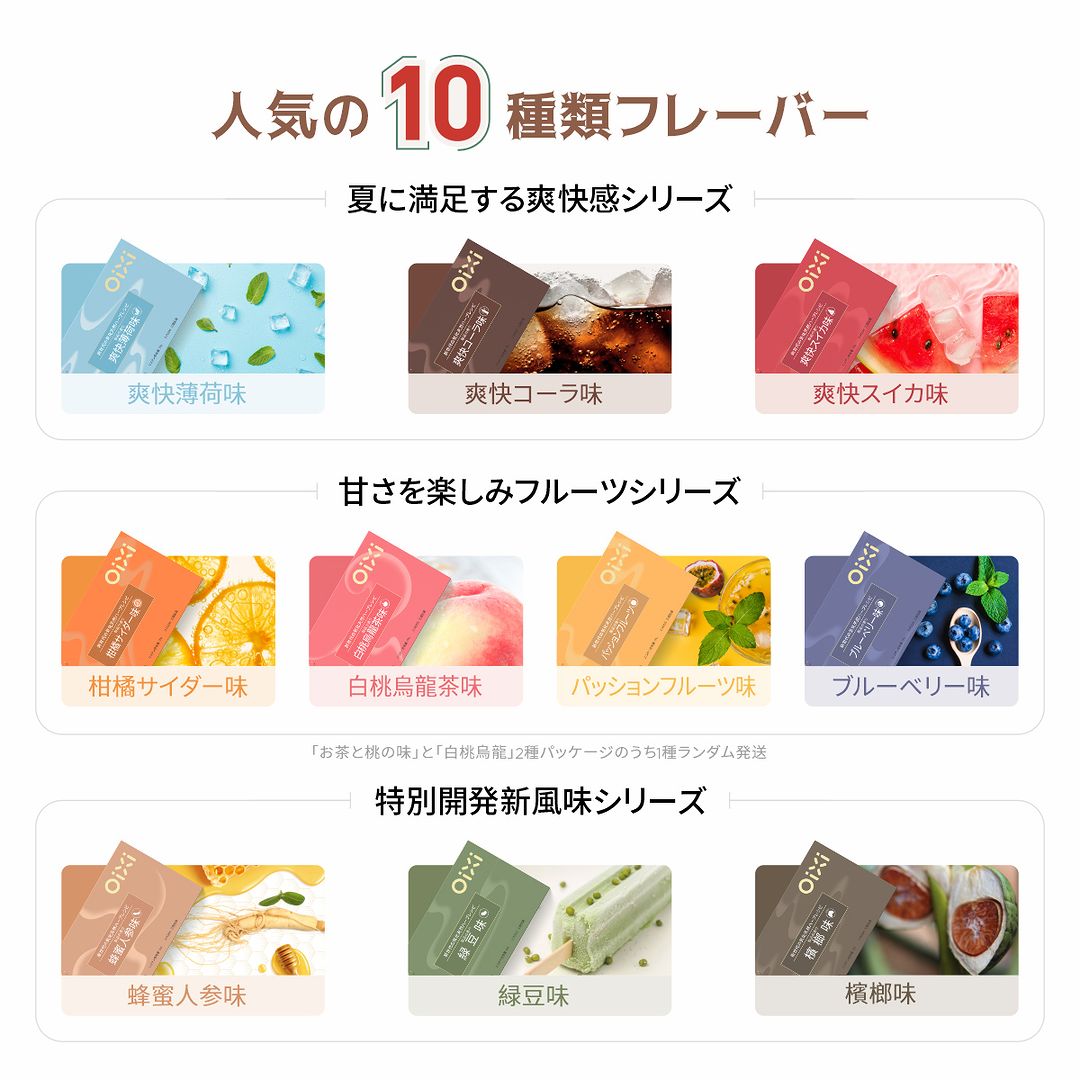 人気の10種類フレーバー
夏に満足する爽快感シリーズ
OiXi
爽快薄荷味
爽快薄荷味
OiXi
爽快コーラ味
爽快コーラ味
OiXi
爽快スイカ味
爽快スイカ味
甘さを楽しみフルーツシリーズ
OiXi
柑橘サイダー味
柑橘サイダー味
OiXi
白桃烏龍茶味
白桃烏龍茶味
OiXi
パッションフルーツ
パッションフルーツ味
OiXi
ブルーベリー味
ブルーベリー味
「お茶と桃の味」と「白桃烏龍」2種パッケージのうち1種ランダム発送
特別開発新風味シリーズ
OiXi
蜂蜜人参味
蜂蜜人参味
OiXi
緑豆味
緑豆味
OiXi
檳榔味
檳榔味